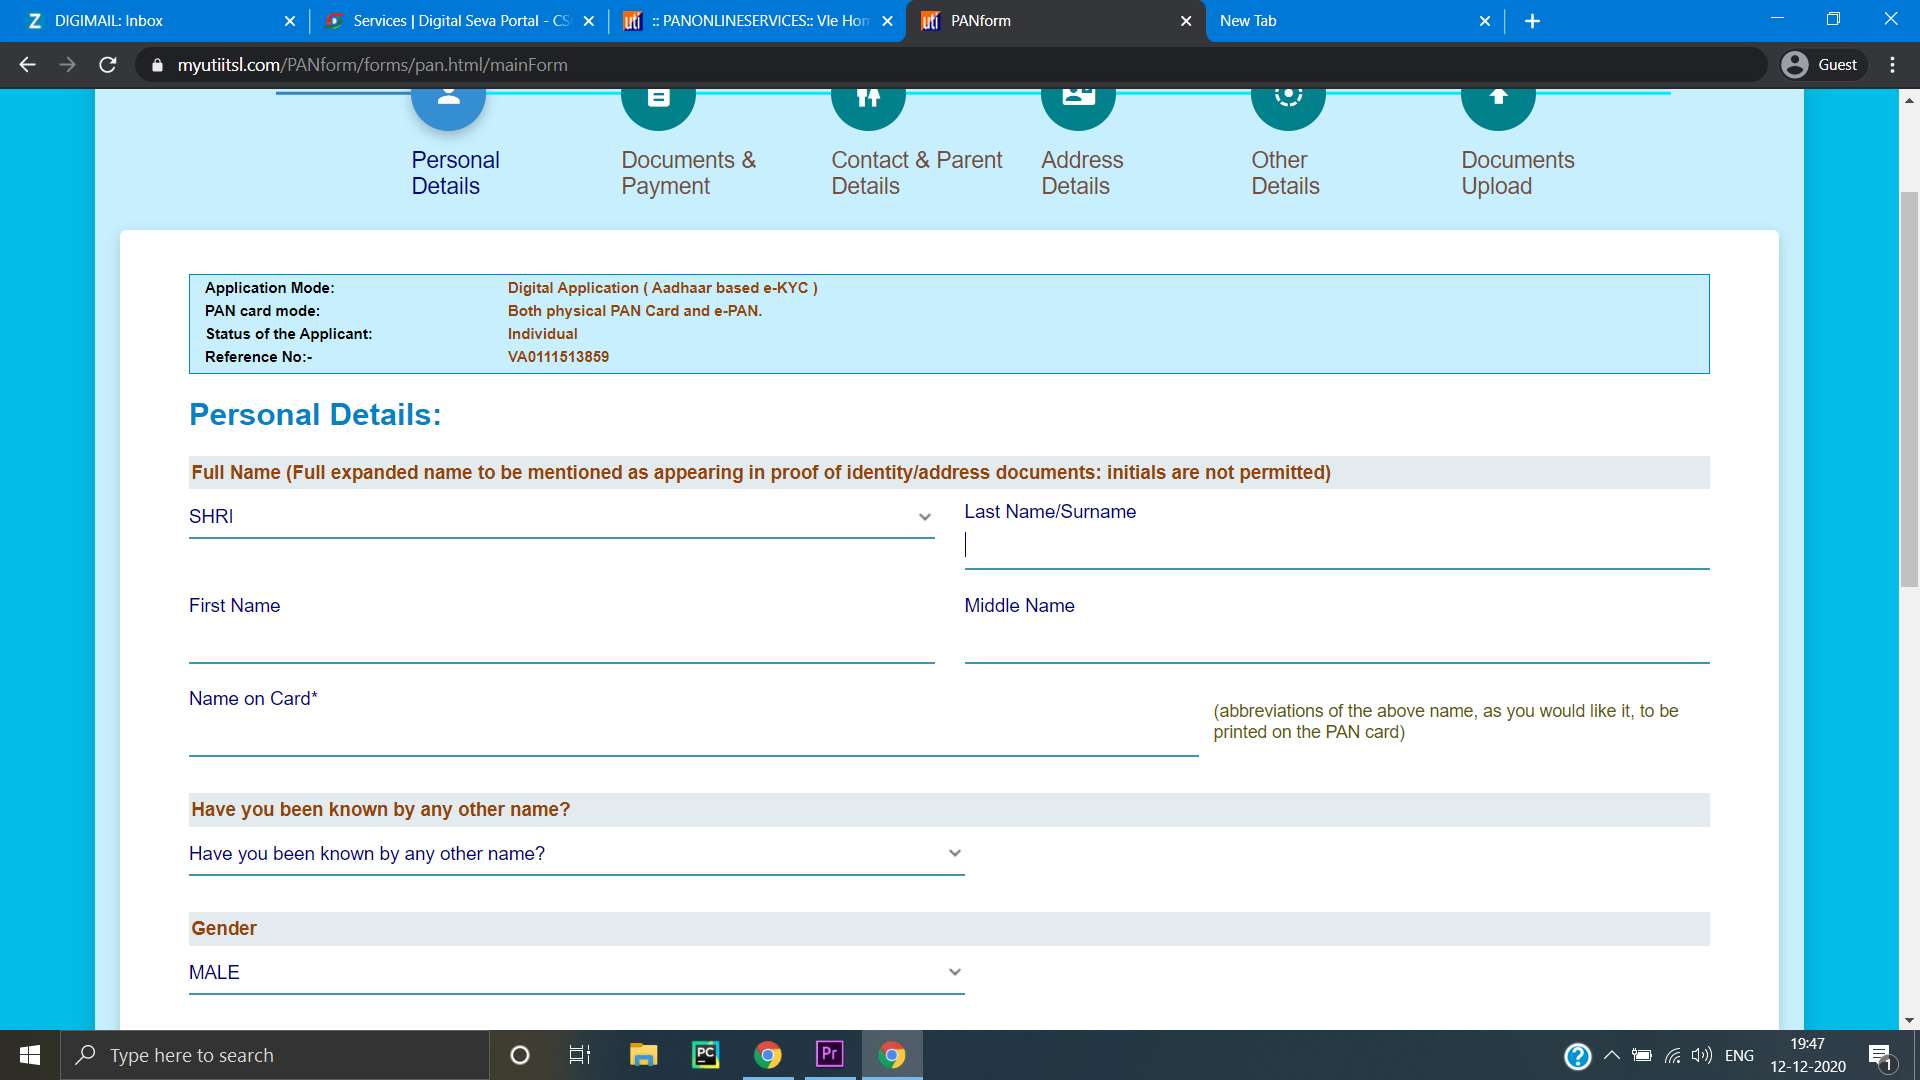 DIGIMAIL: Inbox
Services | Digital Seva Portal - CS
uti :: PANONLINESERVICES:: Vle Hom
uti PANform
New Tab
myutiitsl.com/PANform/forms/pan.html/mainForm
Guest
Personal Details
Documents & Payment
Contact & Parent Details
Address Details
Other Details
Documents Upload
Application Mode: Digital Application ( Aadhaar based e-KYC )
PAN card mode: Both physical PAN Card and e-PAN.
Status of the Applicant: Individual
Reference No:- VA0111513859
Personal Details:
Full Name (Full expanded name to be mentioned as appearing in proof of identity/address documents: initials are not permitted)
SHRI
Last Name/Surname
First Name
Middle Name
Name on Card*
(abbreviations of the above name, as you would like it, to be
printed on the PAN card)
Have you been known by any other name?
Have you been known by any other name?
Gender
MALE
Type here to search
PC
Pr
ENG
19:47
12-12-2020
1